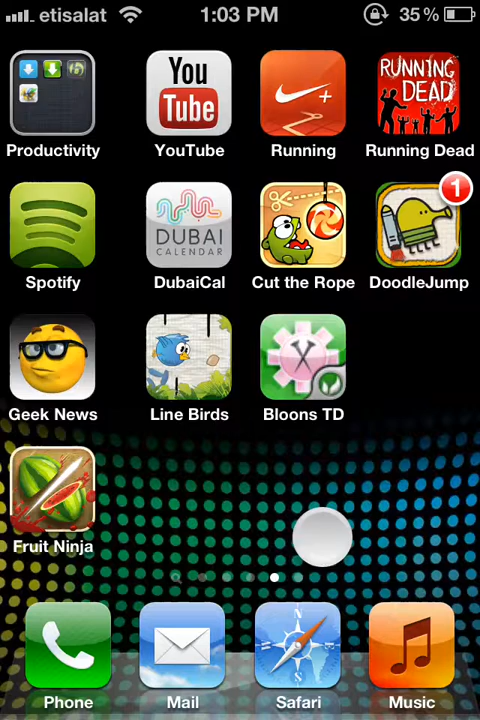 etisalat 1:03 PM 35%
You
Tube
RUNNING
DEAD
Productivity YouTube Running Running Dead
DUBAI
CALENDAR
1
Spotify DubaiCal Cut the Rope DoodleJump
Geek News Line Birds Bloons TD
Fruit Ninja
Phone Mail Safari Music